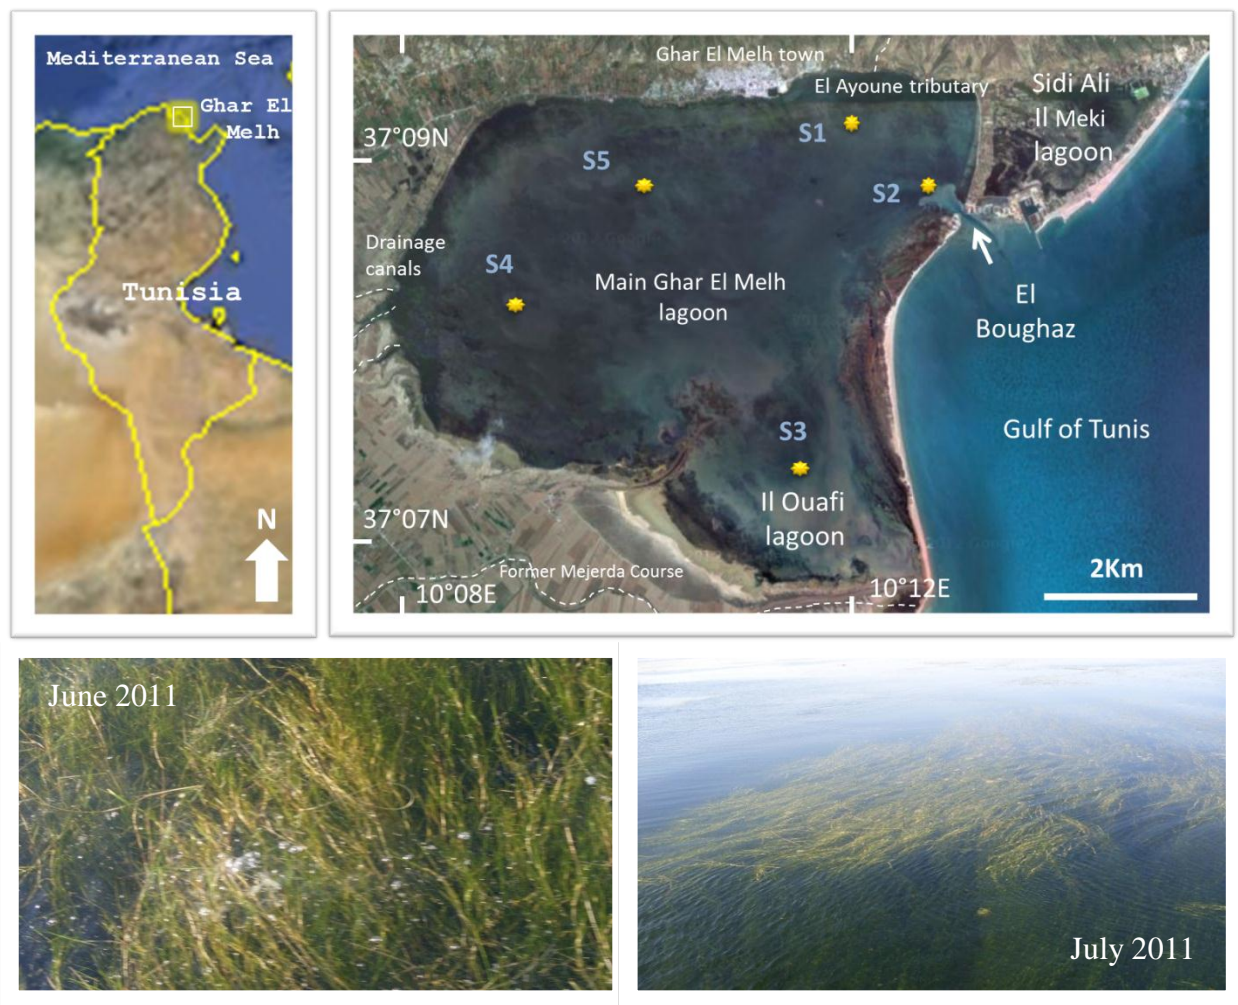 Mediterranean Sea
Ghar El
Melh
Tunisia
N
Ghar El Melh town
El Ayoune tributary
Sidi Ali
Il Meki
lagoon
37°09N
S1
S5
S2
Drainage
canals
S4
Main Ghar El Melh
lagoon
El
Boughaz
S3
Gulf of Tunis
Il Ouafi
lagoon
37°07N
Former Mejerda Course
2Km
10°08E
10°12E
June 2011
July 2011